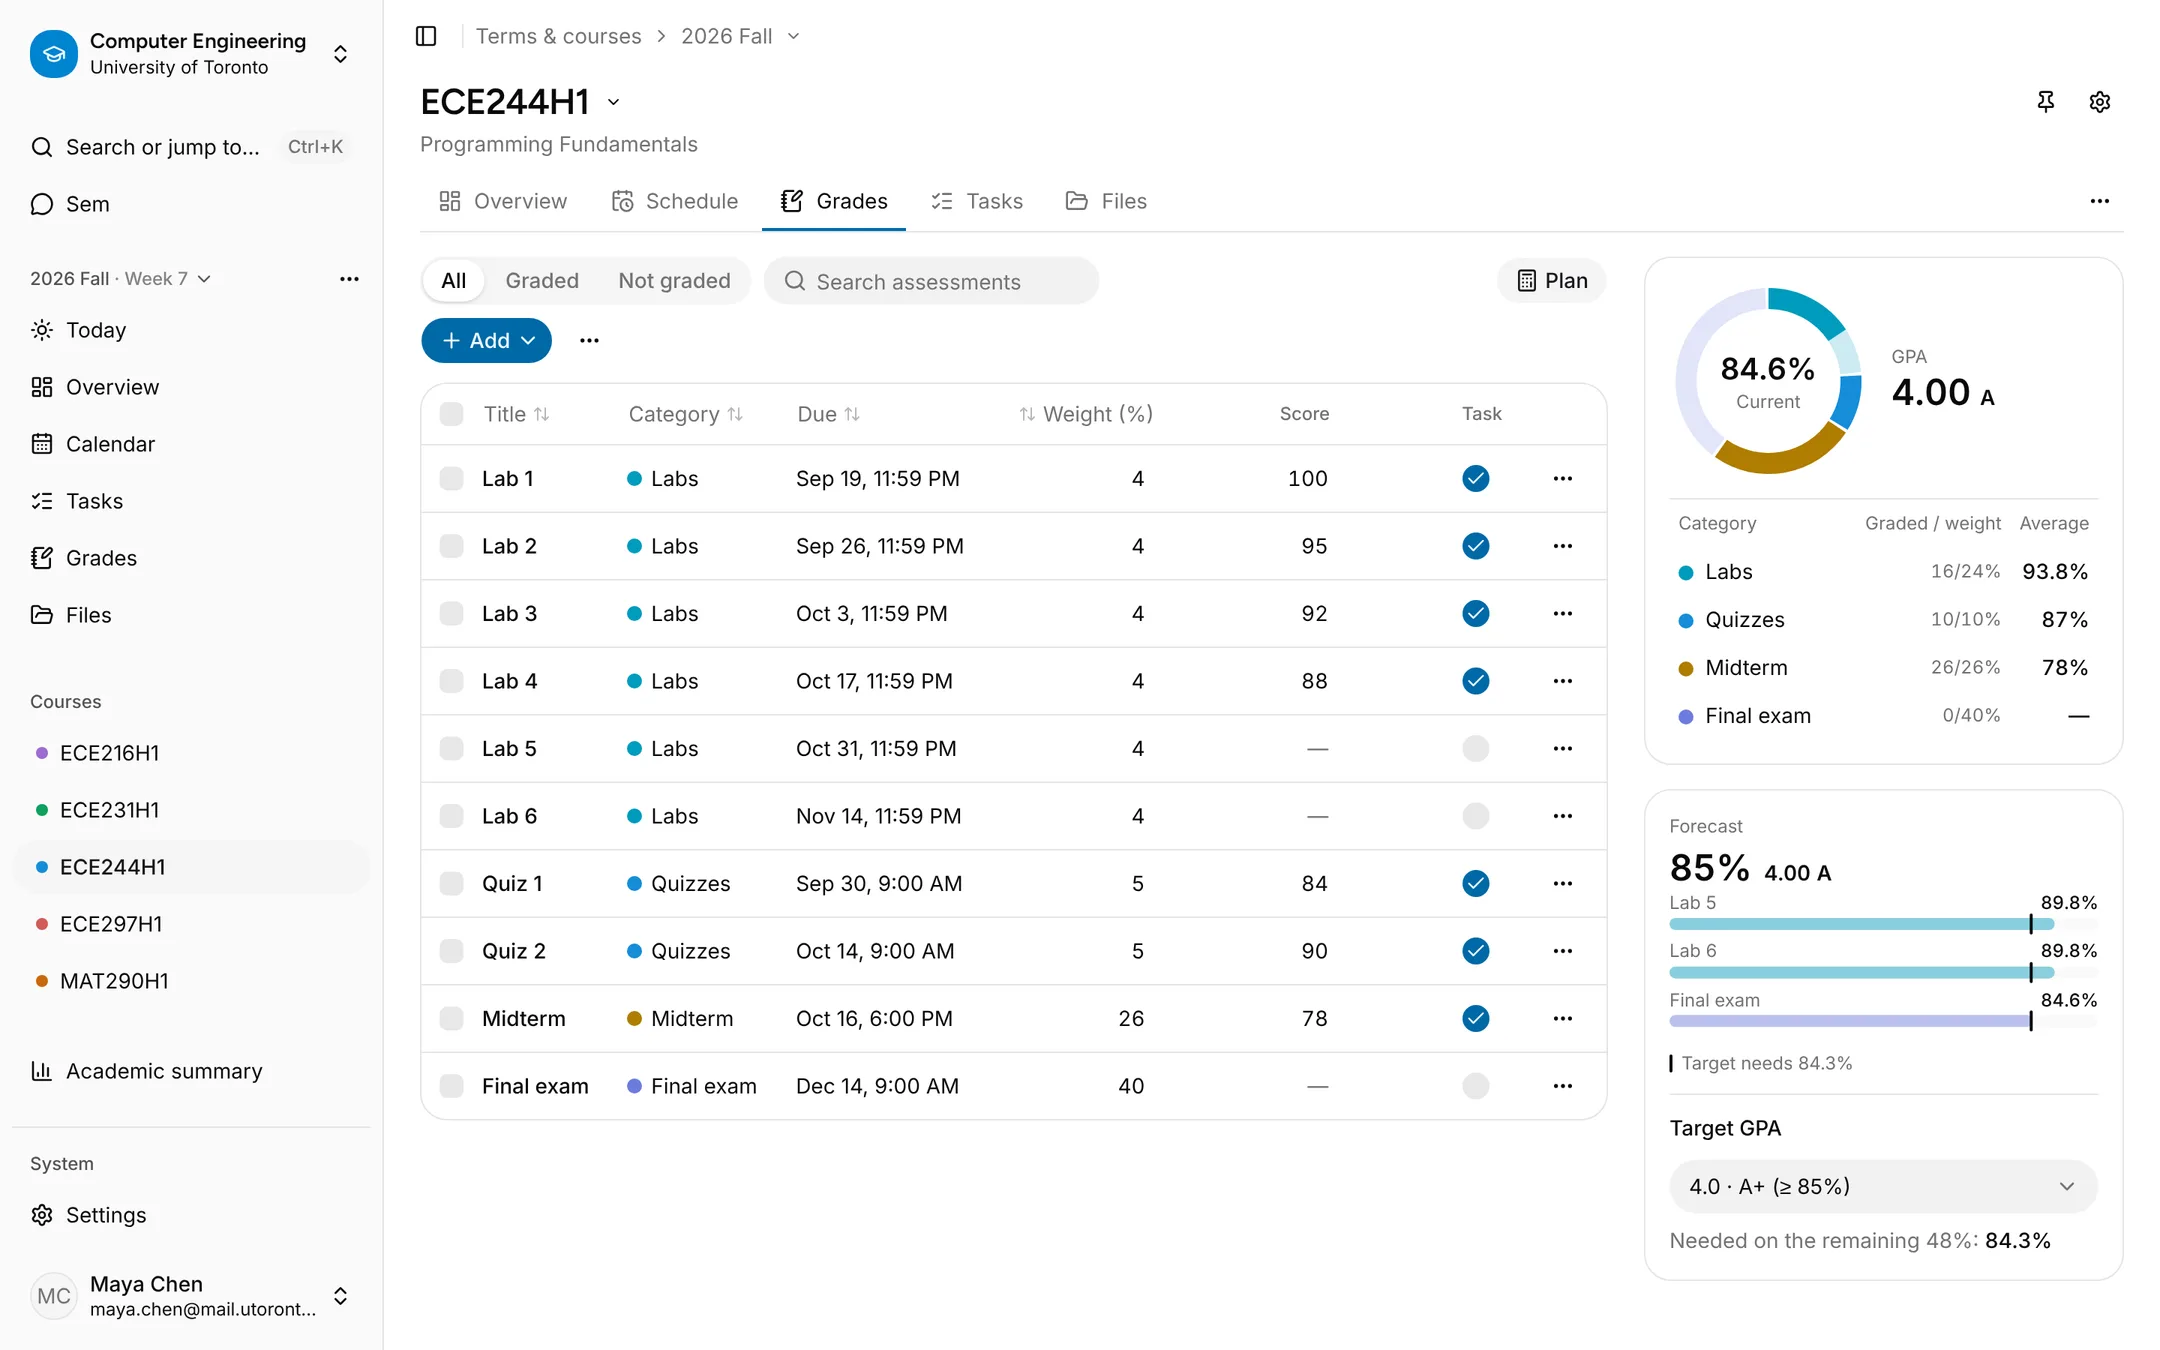 Computer Engineering
University of Toronto
Search or jump to... Ctrl+K
Sem
2026 Fall · Week 7
Today
Overview
Calendar
Tasks
Grades
Files
Courses
ECE216H1
ECE231H1
ECE244H1
ECE297H1
MAT290H1
Academic summary
System
Settings
MC
Maya Chen
maya.chen@mail.utoront...
Terms & courses > 2026 Fall
ECE244H1
Programming Fundamentals
Overview Schedule Grades Tasks Files
All Graded Not graded Search assessments Plan
+ Add
Title Category Due Weight (%) Score Task
Lab 1 Labs Sep 19, 11:59 PM 4 100
Lab 2 Labs Sep 26, 11:59 PM 4 95
Lab 3 Labs Oct 3, 11:59 PM 4 92
Lab 4 Labs Oct 17, 11:59 PM 4 88
Lab 5 Labs Oct 31, 11:59 PM 4 —
Lab 6 Labs Nov 14, 11:59 PM 4 —
Quiz 1 Quizzes Sep 30, 9:00 AM 5 84
Quiz 2 Quizzes Oct 14, 9:00 AM 5 90
Midterm Midterm Oct 16, 6:00 PM 26 78
Final exam Final exam Dec 14, 9:00 AM 40 —
84.6%
Current
GPA
4.00 A
Category Graded / weight Average
Labs 16/24% 93.8%
Quizzes 10/10% 87%
Midterm 26/26% 78%
Final exam 0/40% —
Forecast
85% 4.00 A
Lab 5 89.8%
Lab 6 89.8%
Final exam 84.6%
Target needs 84.3%
Target GPA
4.0 · A+ (≥ 85%)
Needed on the remaining 48%: 84.3%